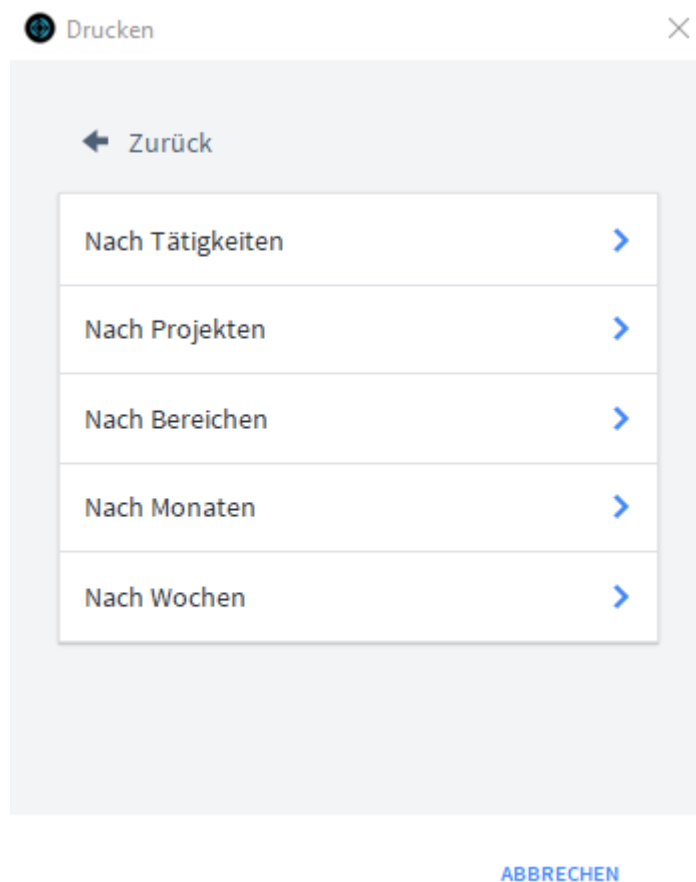 Drucken
Zurück
Nach Tätigkeiten
Nach Projekten
Nach Bereichen
Nach Monaten
Nach Wochen
ABBRECHEN